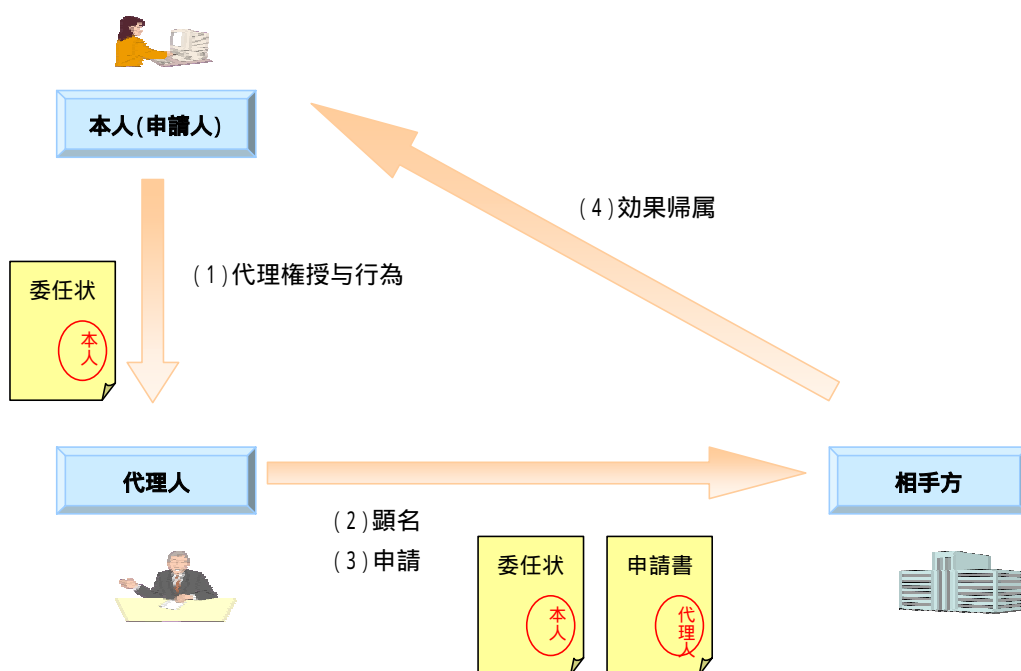 本人(申請人)
(4)効果帰属
(1)代理権授与行為
委任状
本人
代理人
相手方
(2)顕名
(3)申請
委任状
本人
申請書
代理人